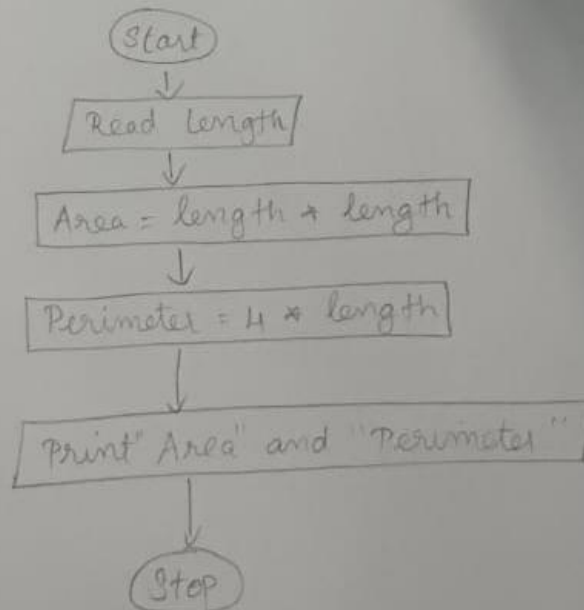 Start
Read length
Area = length * length
Perimeter = 4 * length
Print "Area" and "Perimeter"
Stop